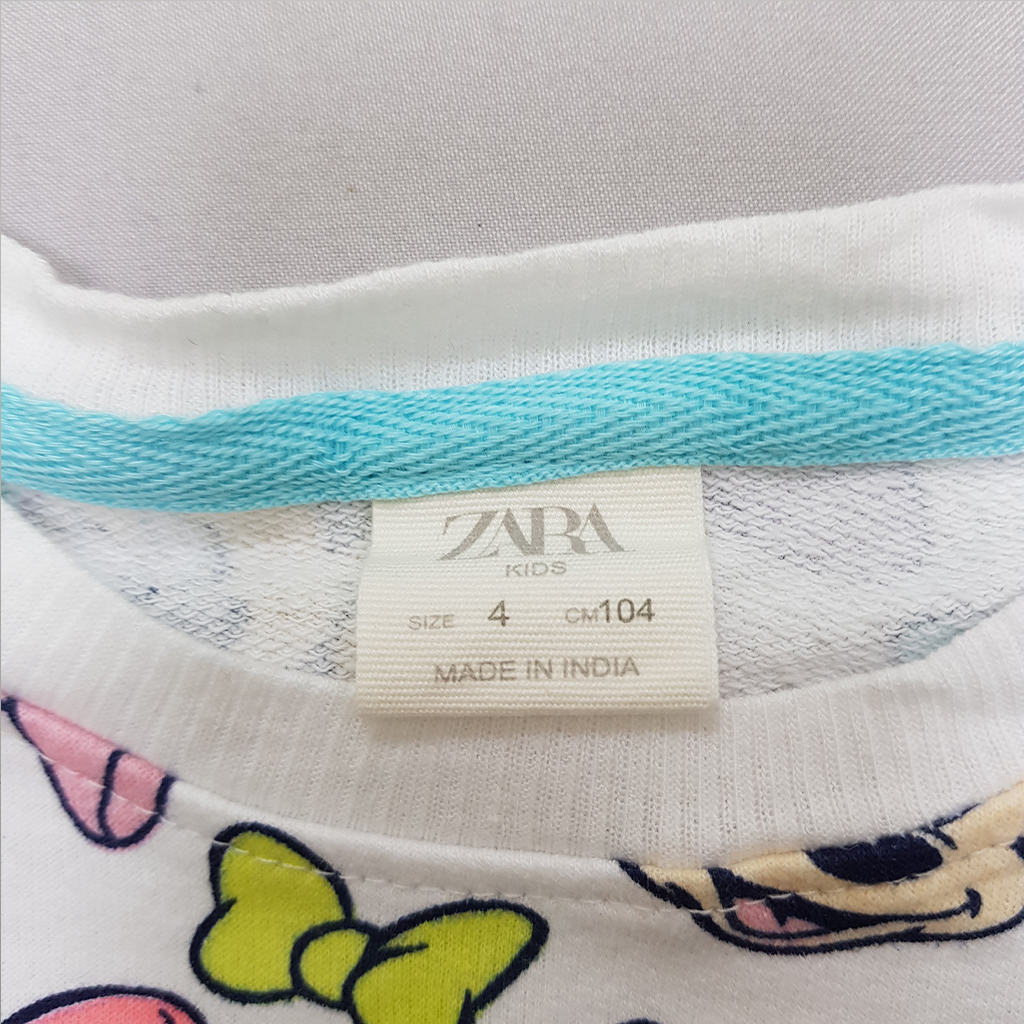 ZARA
KIDS
SIZE 4 CM104
MADE IN INDIA